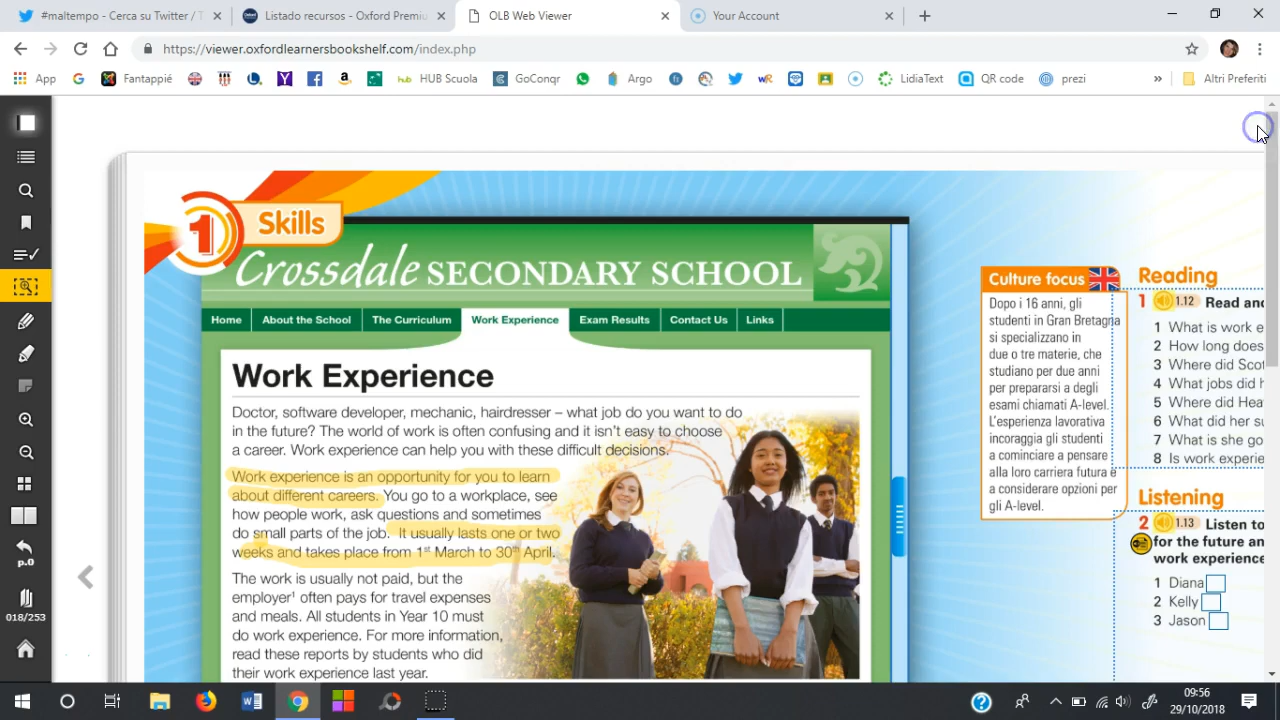 #maltempo - Cerca su Twitter / T
Listado recursos - Oxford Premiu
OLB Web Viewer
Your Account
https://viewer.oxfordlearnersbookshelf.com/index.php
App
Fantappiè
HUB Scuola
GoConqr
Argo
LidiaText
QR code
prezi
Altri Preferiti
1 Skills
Crossdale SECONDARY SCHOOL
Home
About the School
The Curriculum
Work Experience
Exam Results
Contact Us
Links
Work Experience
Doctor, software developer, mechanic, hairdresser – what job do you want to do
in the future? The world of work is often confusing and it isn't easy to choose
a career. Work experience can help you with these difficult decisions.
Work experience is an opportunity for you to learn
about different careers. You go to a workplace, see
how people work, ask questions and sometimes
do small parts of the job. It usually lasts one or two
weeks and takes place from 1st March to 30th April.
The work is usually not paid, but the
employer¹ often pays for travel expenses
and meals. All students in Year 10 must
do work experience. For more information,
read these reports by students who did
their work experience last year.
Culture focus
Dopo i 16 anni, gli
studenti in Gran Bretagna
si specializzano in
due o tre materie, che
studiano per due anni
per prepararsi a degli
esami chiamati A-level.
L'esperienza lavorativa
incoraggia gli studenti
a cominciare a pensare
alla loro carriera futura e
a considerare opzioni per
gli A-level.
Reading
1 1.12 Read and
1 What is work e
2 How long does
3 Where did Scot
4 What jobs did h
5 Where did Hea
6 What did her su
7 What is she go
8 Is work experie
Listening
2 1.13 Listen to
for the future an
work experience
1 Diana
2 Kelly
3 Jason
p.0
018/253
09:56
29/10/2018